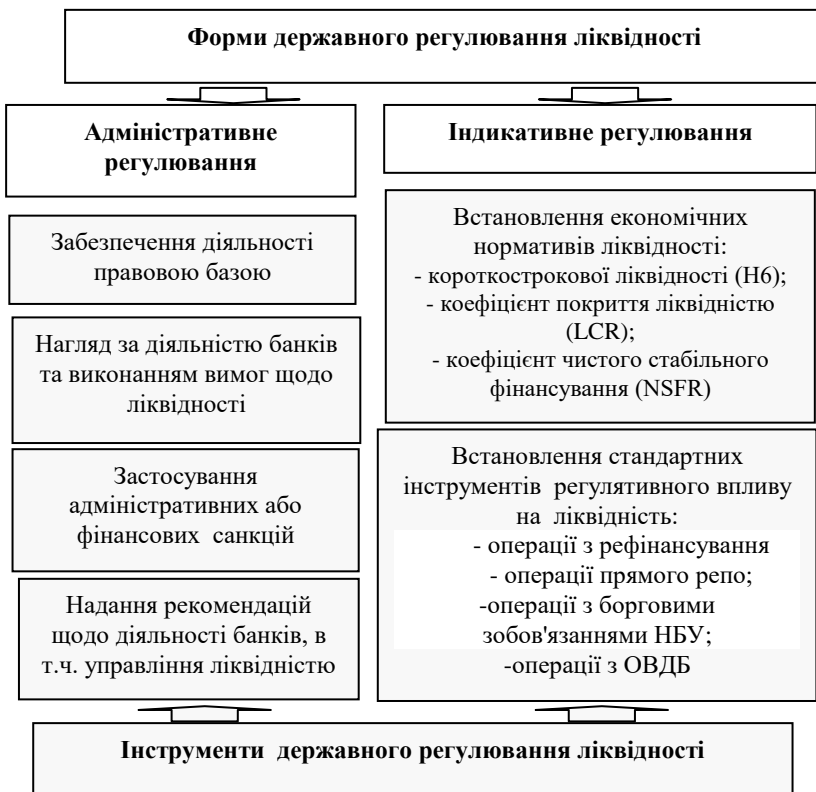 Форми державного регулювання ліквідності
Адміністративне
регулювання
Забезпечення діяльності
правовою базою
Нагляд за діяльністю банків
та виконанням вимог щодо
ліквідності
Застосування
адміністративних або
фінансових санкцій
Надання рекомендацій
щодо діяльності банків, в
т.ч. управління ліквідністю
Індикативне регулювання
Встановлення економічних
нормативів ліквідності:
- короткострокової ліквідності (Н6);
- коефіцієнт покриття ліквідністю
(LCR);
- коефіцієнт чистого стабільного
фінансування (NSFR)
Встановлення стандартних
інструментів регулятивного впливу
на ліквідність:
- операції з рефінансування
- операції прямого репо;
-операції з борговими
зобов'язаннями НБУ;
-операції з ОВДБ
Інструменти державного регулювання ліквідності